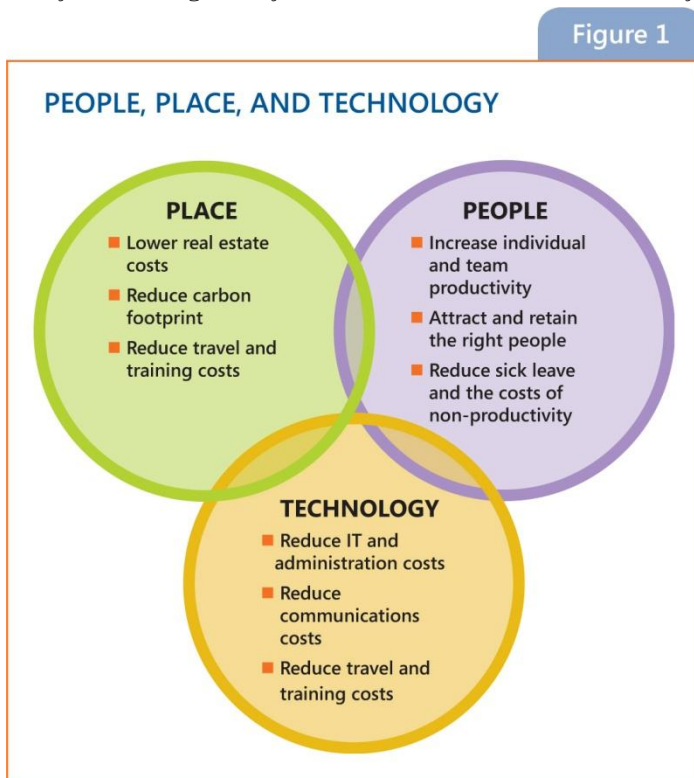 Figure 1
PEOPLE, PLACE, AND TECHNOLOGY
PLACE
■ Lower real estate
costs
■ Reduce carbon
footprint
■ Reduce travel and
training costs
PEOPLE
■ Increase individual
and team
productivity
■ Attract and retain
the right people
■ Reduce sick leave
and the costs of
non-productivity
TECHNOLOGY
■ Reduce IT and
administration costs
■ Reduce
communications
costs
■ Reduce travel and
training costs